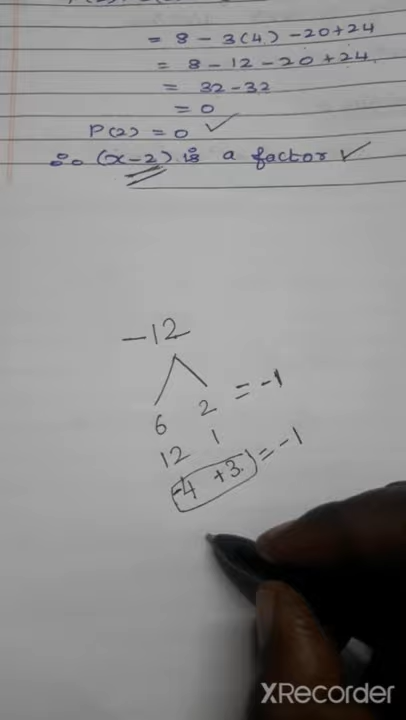 = 8 - 3(4) - 20 + 24
= 8 - 12 - 20 + 24
= 32 - 32
= 0
P(2) = 0 ✓
∴ (x-2) is a factor ✓
-12
6 2 = -1
12 1
-4 +3 = -1
XRecorder